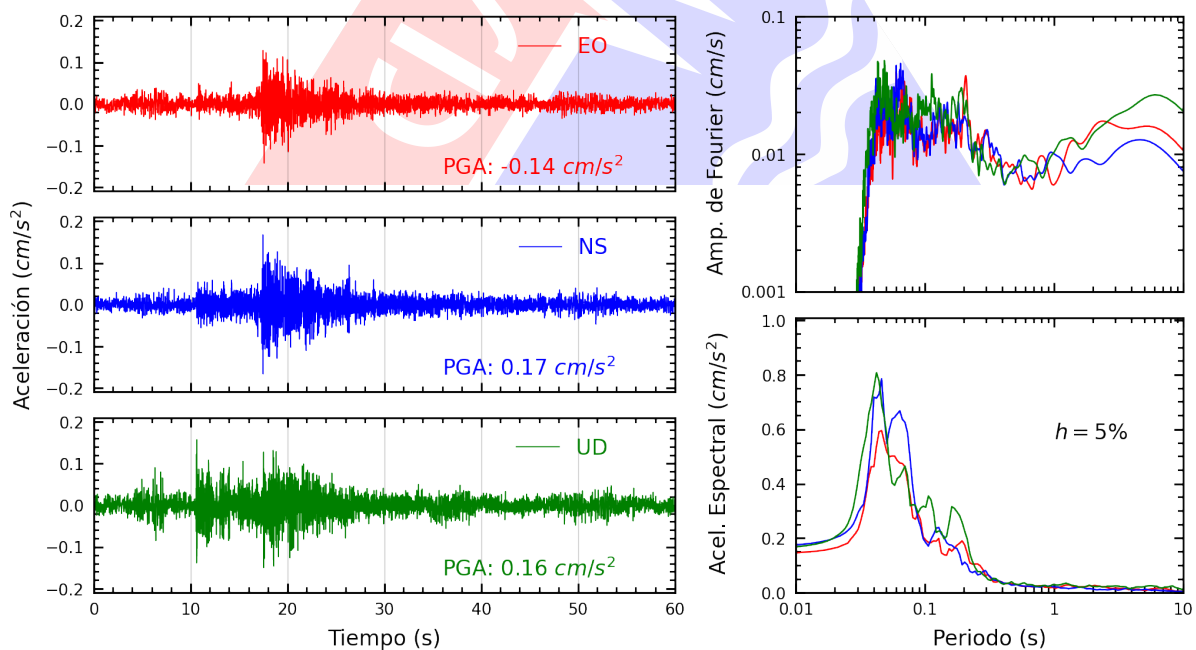 Aceleración (cm/s²)
0.2
0.1
0.0
−0.1
−0.2
EO
PGA: -0.14 cm/s²
0.2
0.1
0.0
−0.1
−0.2
NS
PGA: 0.17 cm/s²
0.2
0.1
0.0
−0.1
−0.2
UD
PGA: 0.16 cm/s²
0 10 20 30 40 50 60
Tiempo (s)
Amp. de Fourier (cm/s)
0.1
0.01
0.001
Acel. Espectral (cm/s²)
1.0
0.8
0.6
0.4
0.2
0.0
h = 5%
0.01 0.1 1 10
Periodo (s)